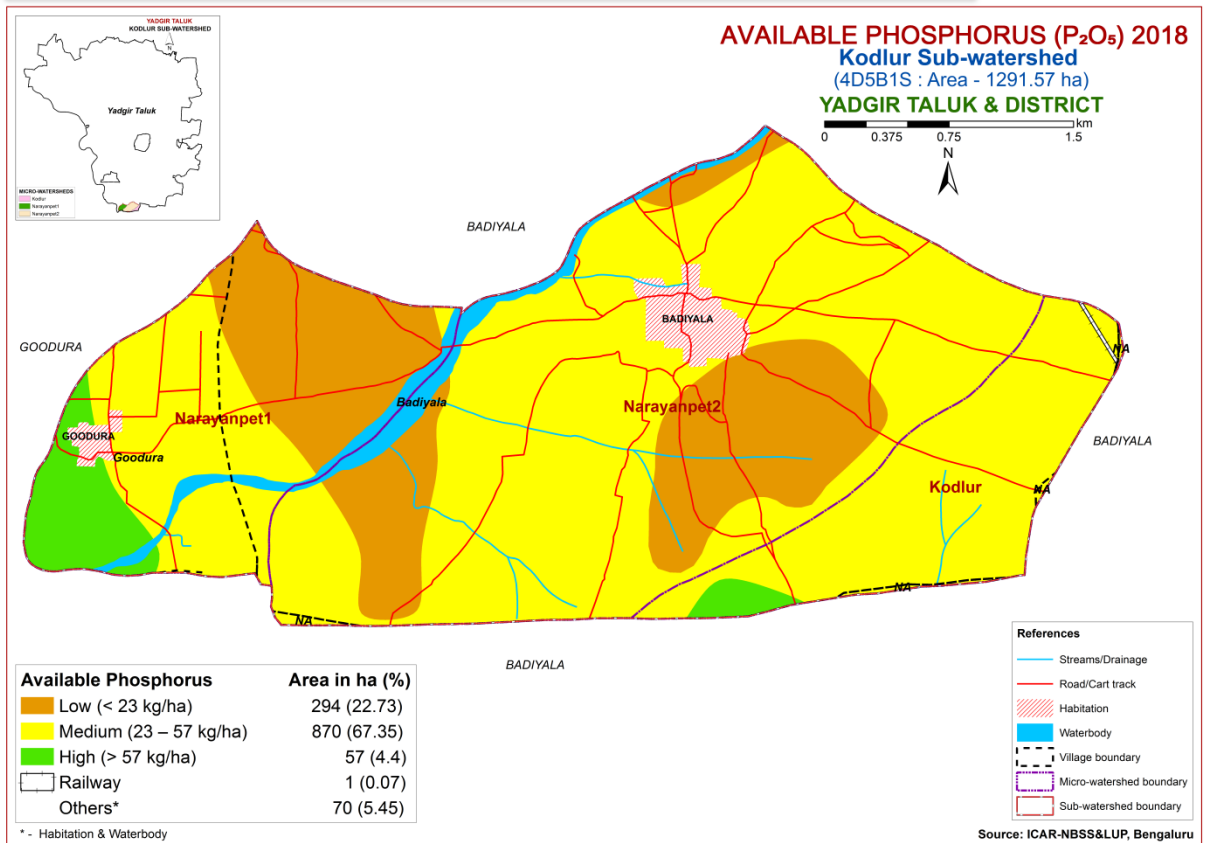 YADGIR TALUK
KODLUR SUB-WATERSHED
N
Yadgir Taluk
MICRO-WATERSHEDS
Kodlur
Narayanpet1
Narayanpet2
AVAILABLE PHOSPHORUS (P₂O₅) 2018
Kodlur Sub-watershed
(4D5B1S : Area - 1291.57 ha)
YADGIR TALUK & DISTRICT
km
0 0.375 0.75 1.5
N
BADIYALA
BADIYALA
GOODURA
NA
Badiyala
Narayanpet2
Narayanpet1
GOODURA
Goodura
BADIYALA
Kodlur
NA
NA
NA
BADIYALA
Available Phosphorus Area in ha (%)
Low (< 23 kg/ha) 294 (22.73)
Medium (23 – 57 kg/ha) 870 (67.35)
High (> 57 kg/ha) 57 (4.4)
Railway 1 (0.07)
Others* 70 (5.45)
* - Habitation & Waterbody
References
Streams/Drainage
Road/Cart track
Habitation
Waterbody
Village boundary
Micro-watershed boundary
Sub-watershed boundary
Source: ICAR-NBSS&LUP, Bengaluru